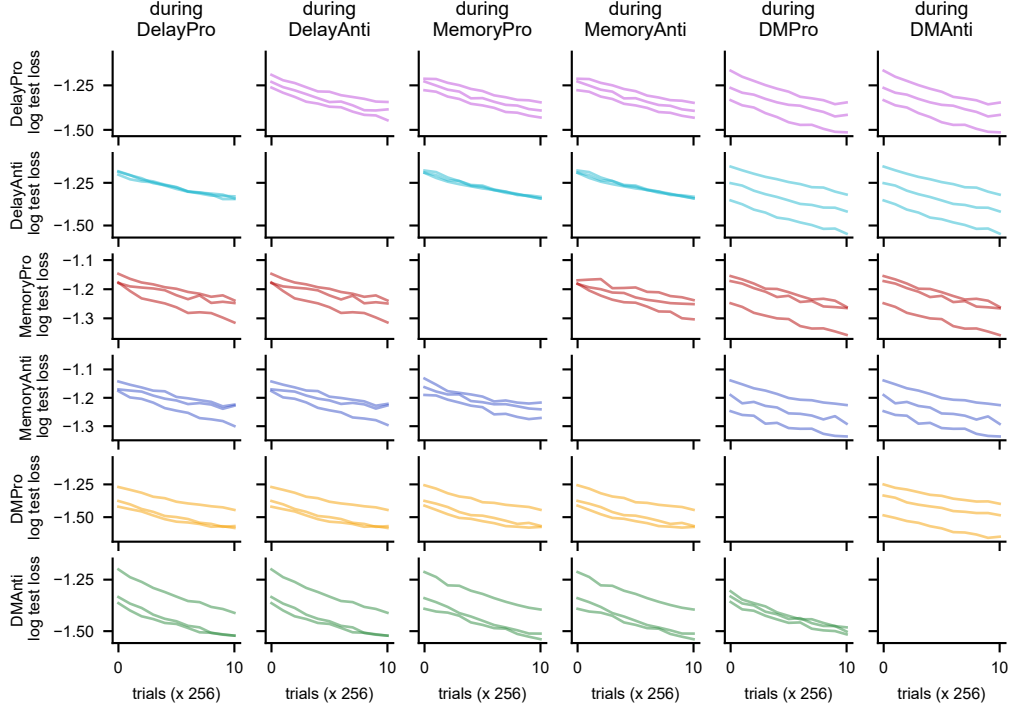 during
DelayPro
during
DelayAnti
during
MemoryPro
during
MemoryAnti
during
DMPro
during
DMAnti
DelayPro
log test loss
−1.25
−1.50
DelayAnti
log test loss
−1.25
−1.50
MemoryPro
log test loss
−1.1
−1.2
−1.3
MemoryAnti
log test loss
−1.1
−1.2
−1.3
DMPro
log test loss
−1.25
−1.50
DMAnti
log test loss
−1.25
−1.50
0 10
0 10
0 10
0 10
0 10
0 10
trials (x 256)
trials (x 256)
trials (x 256)
trials (x 256)
trials (x 256)
trials (x 256)